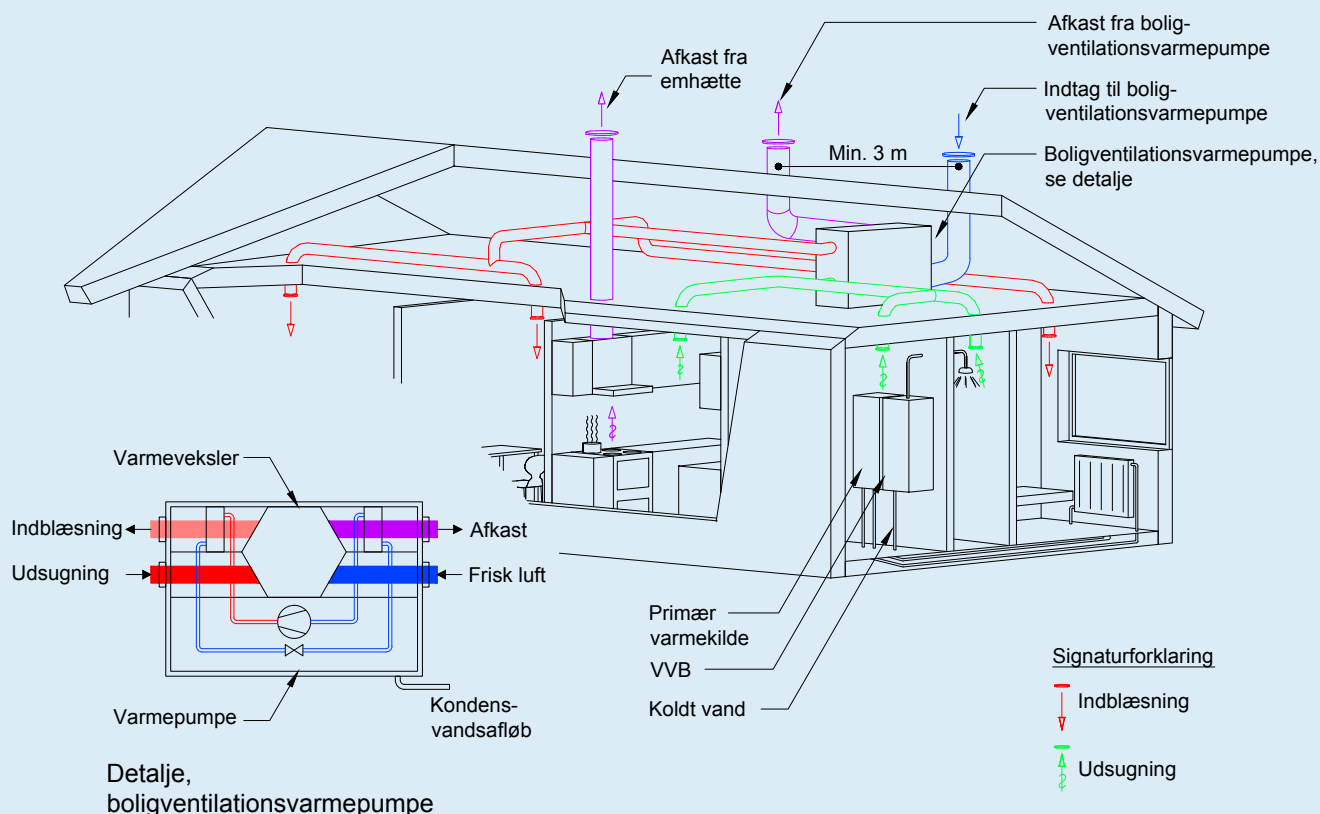 Afkast fra
emhætte
Afkast fra bolig-
ventilationsvarmepumpe
Indtag til bolig-
ventilationsvarmepumpe
Min. 3 m
Boligventilationsvarmepumpe,
se detalje
Varmeveksler
Indblæsning
Afkast
Udsugning
Frisk luft
Varmepumpe
Kondens-
vandsafløb
Detalje,
boligventilationsvarmepumpe
Primær
varmekilde
VVB
Koldt vand
Signaturforklaring
Indblæsning
Udsugning